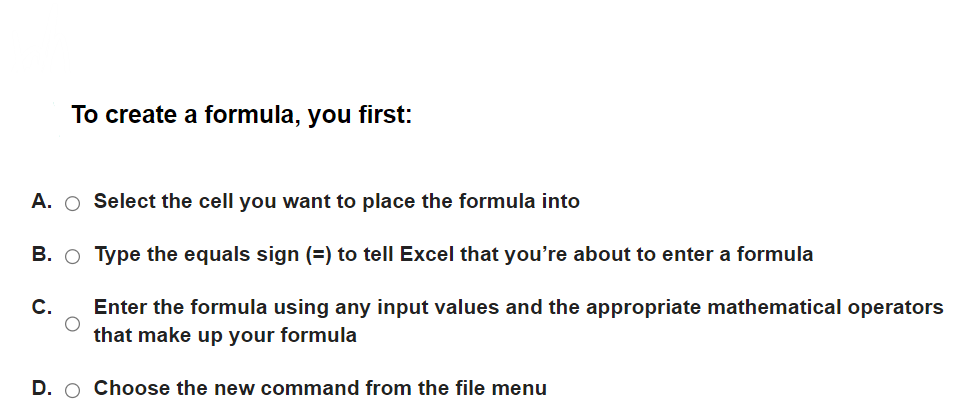 To create a formula, you first:
A. Select the cell you want to place the formula into
B. Type the equals sign (=) to tell Excel that you’re about to enter a formula
C. Enter the formula using any input values and the appropriate mathematical operators
that make up your formula
D. Choose the new command from the file menu